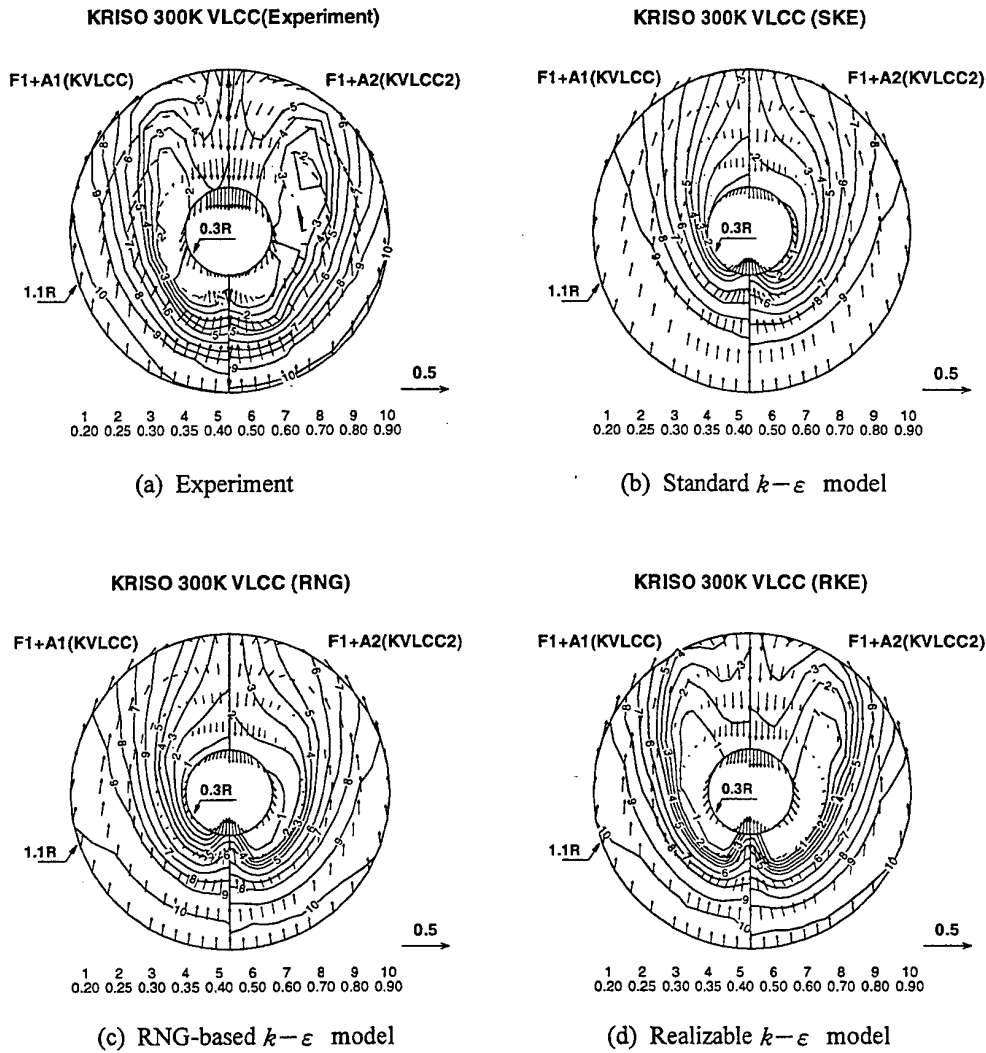 KRISO 300K VLCC(Experiment)
F1+A1(KVLCC) F1+A2(KVLCC2)
0.3R
1.1R
0.5
1 2 3 4 5 6 7 8 9 10
0.20 0.25 0.30 0.35 0.40 0.50 0.60 0.70 0.80 0.90
(a) Experiment
KRISO 300K VLCC (SKE)
F1+A1(KVLCC) F1+A2(KVLCC2)
0.3R
1.1R
0.5
1 2 3 4 5 6 7 8 9 10
0.20 0.25 0.30 0.35 0.40 0.50 0.60 0.70 0.80 0.90
(b) Standard k−ε model
KRISO 300K VLCC (RNG)
F1+A1(KVLCC) F1+A2(KVLCC2)
0.3R
1.1R
0.5
1 2 3 4 5 6 7 8 9 10
0.20 0.25 0.30 0.35 0.40 0.50 0.60 0.70 0.80 0.90
(c) RNG-based k−ε model
KRISO 300K VLCC (RKE)
F1+A1(KVLCC) F1+A2(KVLCC2)
0.3R
1.1R
0.5
1 2 3 4 5 6 7 8 9 10
0.20 0.25 0.30 0.35 0.40 0.50 0.60 0.70 0.80 0.90
(d) Realizable k−ε model